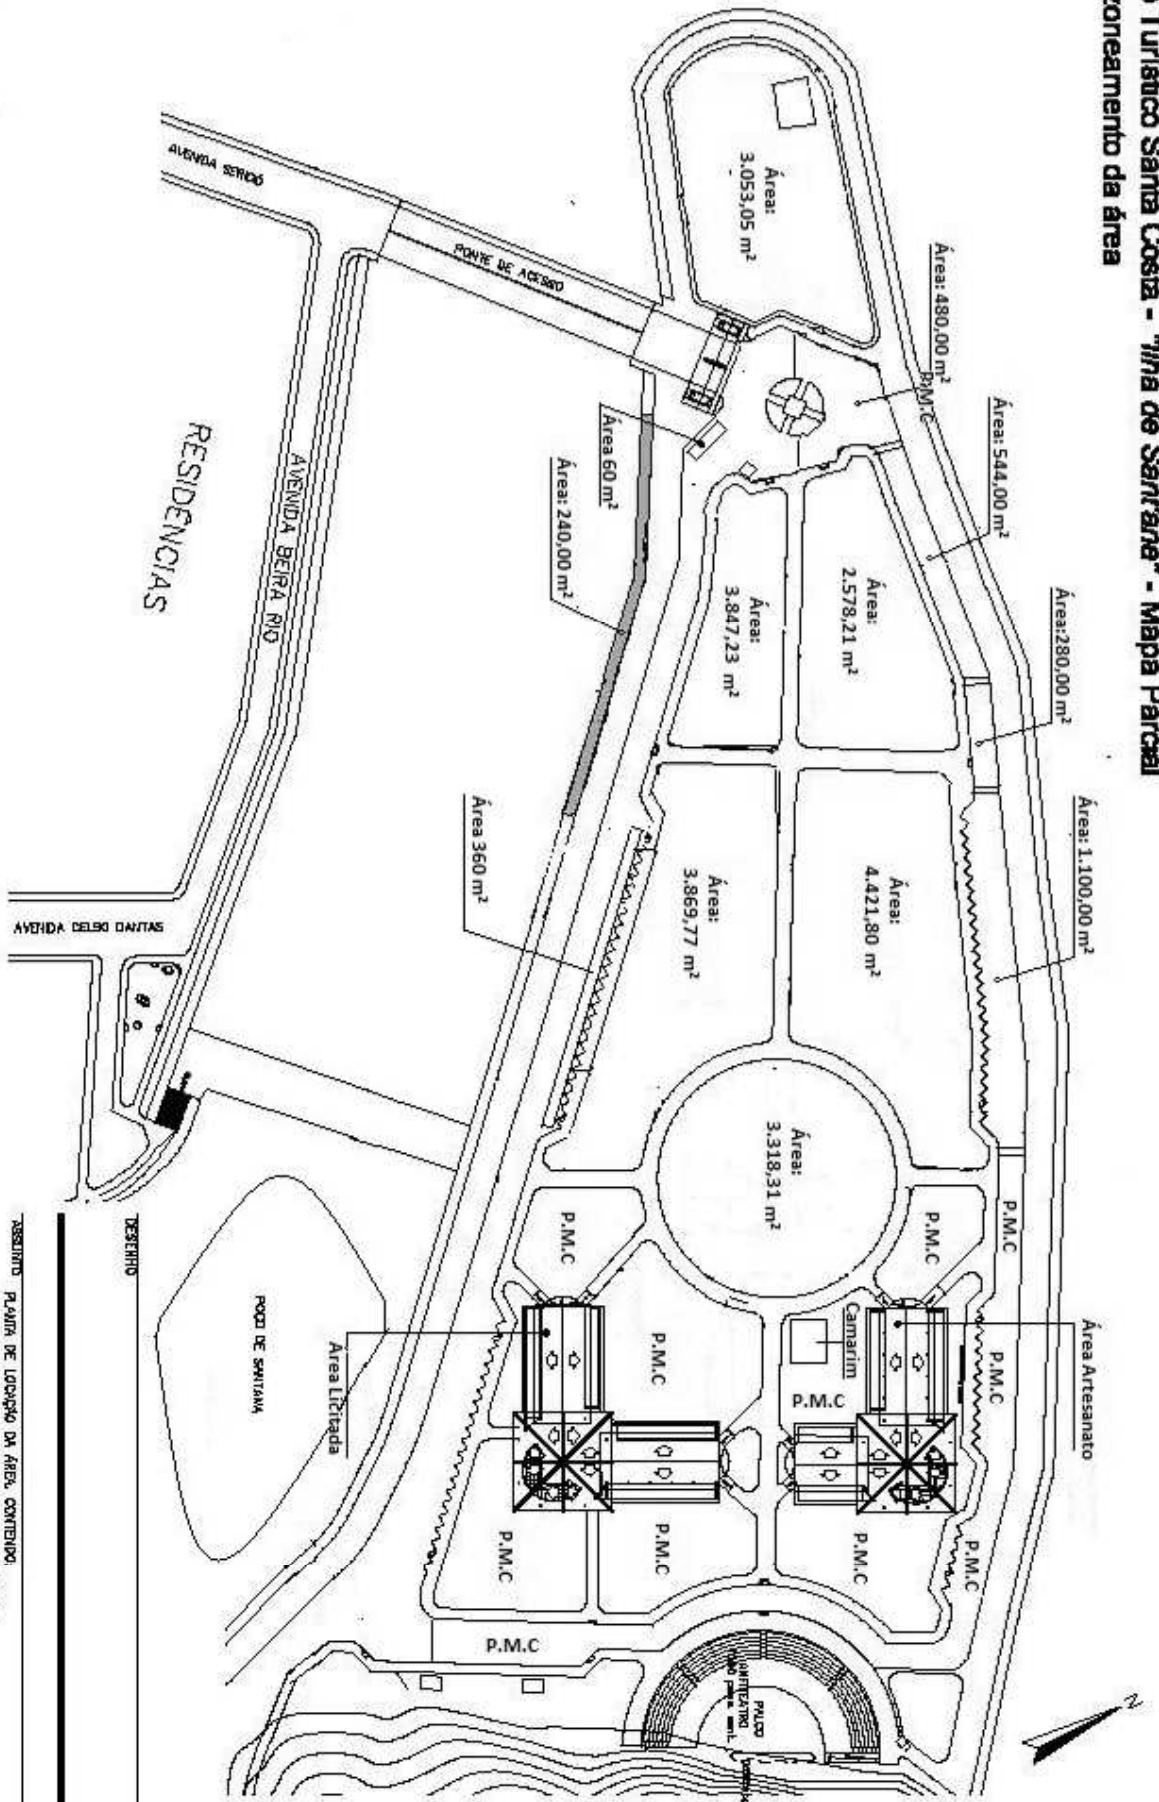 Turístico Santa Costa - "Ilha de Sant'ana" - Mapa Parcial
zoneamento da área
Área:
3.053,05 m²
Área: 480,00 m²
P.M.C
Área: 544,00 m²
Área:280,00 m²
Área: 1.100,00 m²
Área:
2.578,21 m²
Área:
3.847,23 m²
Área:
4.421,80 m²
Área:
3.869,77 m²
Área:
3.318,31 m²
Área 60 m²
Área: 240,00 m²
Área 360 m²
AVENIDA SERIDÓ
PONTE DE ACESSO
RESIDÊNCIAS
AVENIDA BEIRA RIO
AVENIDA CELSO DANTAS
P.M.C
P.M.C
P.M.C
Área Artesanato
P.M.C
Camarim
P.M.C
P.M.C
Área Licitada
P.M.C
P.M.C
P.M.C
P.M.C
P.M.C
POÇO DE SANTANA
PALCO
ANFITEATRO
N
DESENHO
ASSUNTO
PLANTA DE LOCAÇÃO DA ÁREA, CONTENDO: